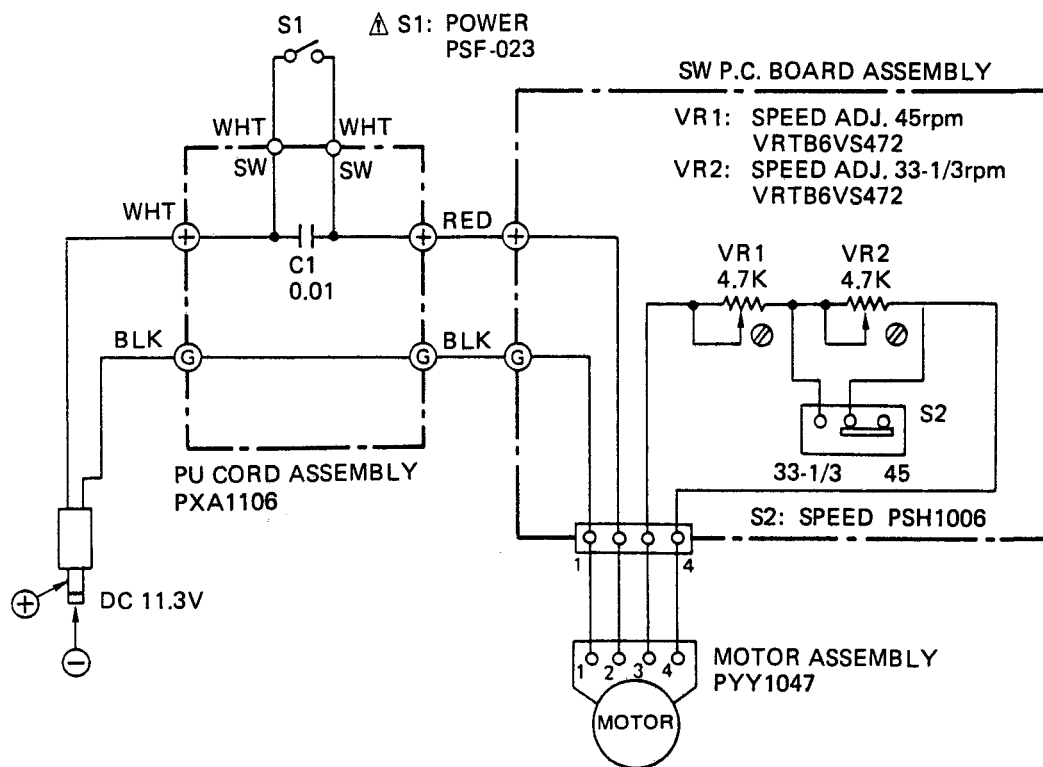 S1
⚠ S1: POWER
PSF-023
SW P.C. BOARD ASSEMBLY
VR1: SPEED ADJ. 45rpm
VRTB6VS472
VR2: SPEED ADJ. 33-1/3rpm
VRTB6VS472
WHT WHT
SW SW
WHT
+ + RED +
C1
0.01
VR1 VR2
4.7K 4.7K
BLK
G G BLK G
S2
33-1/3 45
PU CORD ASSEMBLY
PXA1106
S2: SPEED PSH1006
1 4
+ DC 11.3V
−
1 2 3 4
MOTOR ASSEMBLY
PYY1047
MOTOR